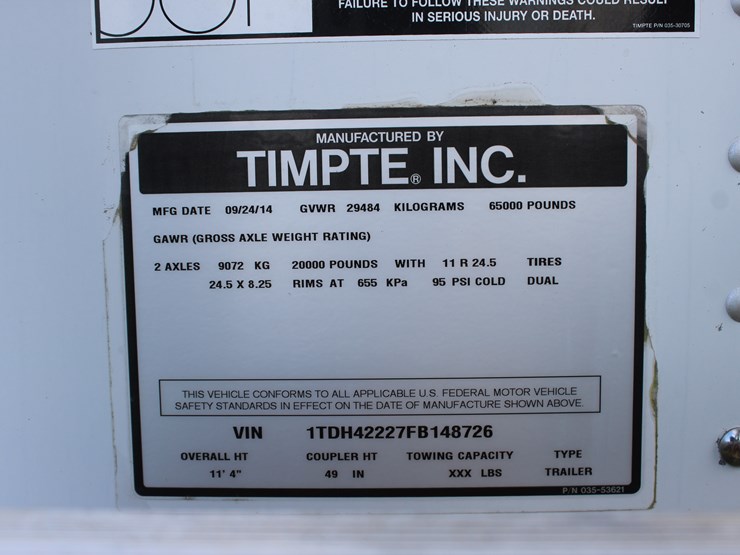 FAILURE TO FOLLOW THESE WARNINGS COULD RESULT
IN SERIOUS INJURY OR DEATH.
TIMPTE P/N 035-30705
MANUFACTURED BY
TIMPTE® INC.
MFG DATE 09/24/14 GVWR 29484 KILOGRAMS 65000 POUNDS
GAWR (GROSS AXLE WEIGHT RATING)
2 AXLES 9072 KG 20000 POUNDS WITH 11 R 24.5 TIRES
24.5 X 8.25 RIMS AT 655 KPa 95 PSI COLD DUAL
THIS VEHICLE CONFORMS TO ALL APPLICABLE U.S. FEDERAL MOTOR VEHICLE
SAFETY STANDARDS IN EFFECT ON THE DATE OF MANUFACTURE SHOWN ABOVE.
VIN 1TDH42227FB148726
OVERALL HT COUPLER HT TOWING CAPACITY TYPE
11' 4" 49 IN XXX LBS TRAILER
P/N 035-53621